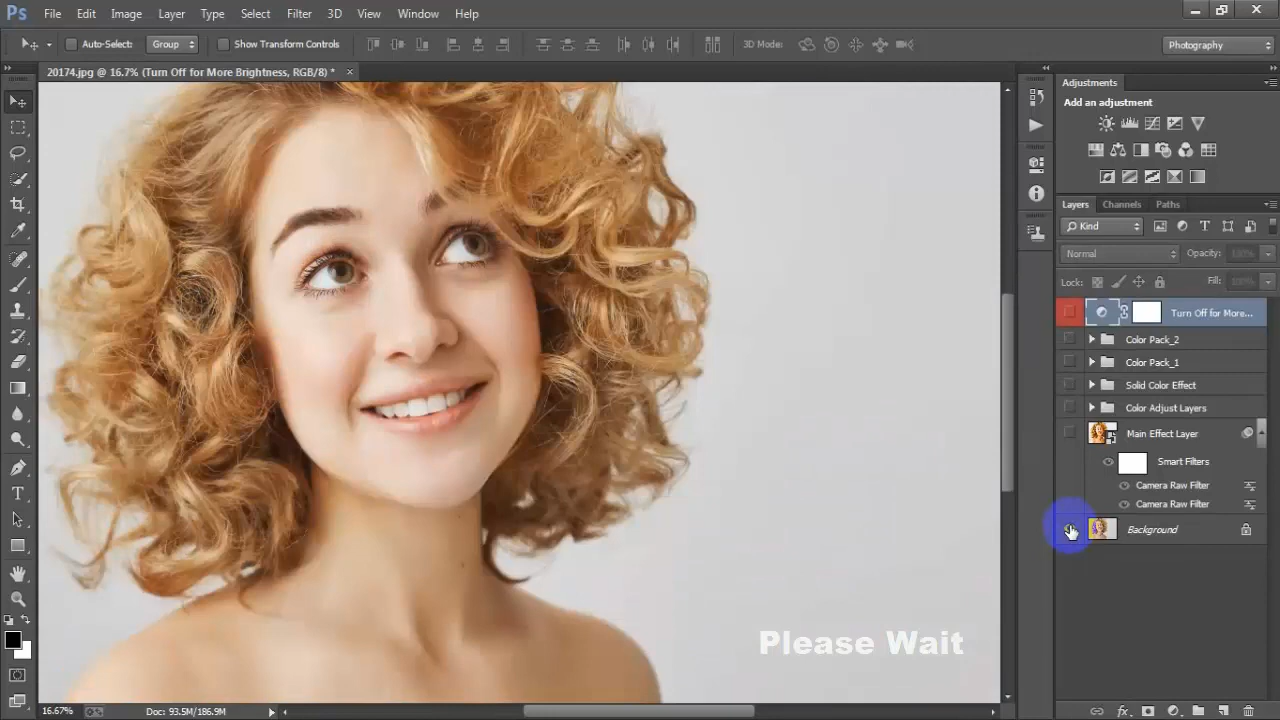 Ps File Edit Image Layer Type Select Filter 3D View Window Help
Auto-Select: Group Show Transform Controls 3D Mode: Photography
20174.jpg @ 16.7% (Turn Off for More Brightness, RGB/8) * ×
Adjustments
Add an adjustment
Layers Channels Paths
Kind
Normal Opacity: 100%
Lock: Fill: 100%
Turn Off for More...
Color Pack_2
Color Pack_1
Solid Color Effect
Color Adjust Layers
Main Effect Layer
Smart Filters
Camera Raw Filter
Camera Raw Filter
Background
Please Wait
16.67% Doc: 93.5M/186.9M